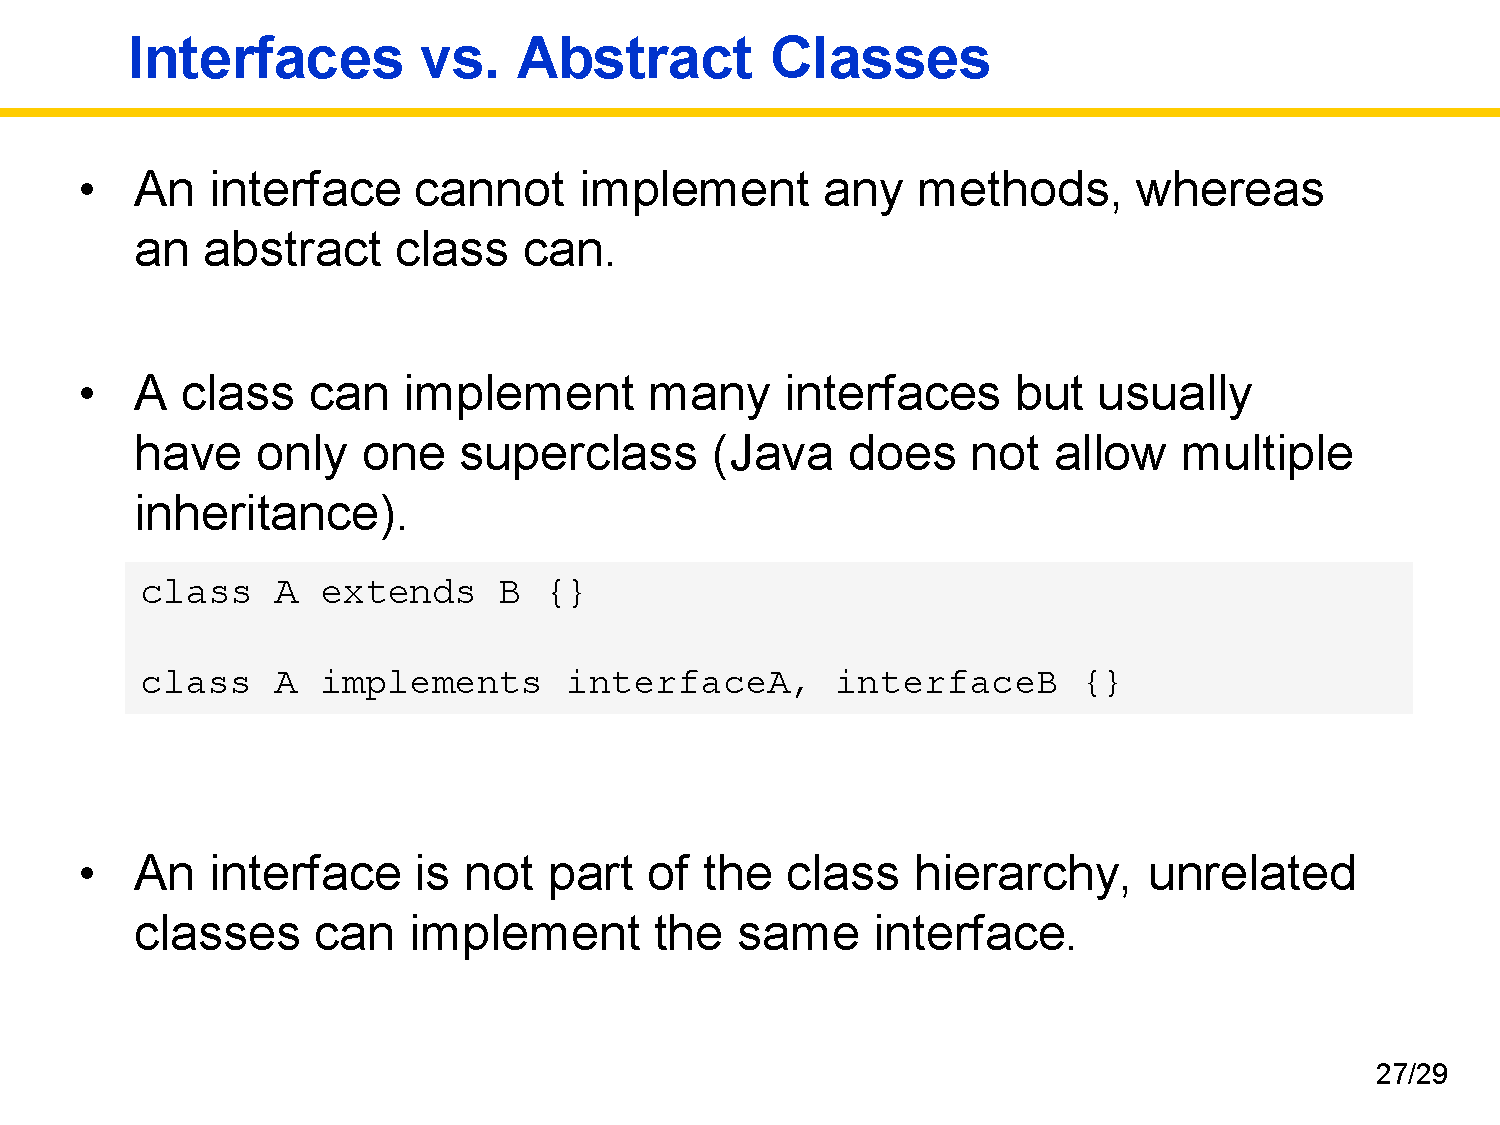 Interfaces vs. Abstract Classes
• An interface cannot implement any methods, whereas
an abstract class can.
• A class can implement many interfaces but usually
have only one superclass (Java does not allow multiple
inheritance).
class A extends B {}
class A implements interfaceA, interfaceB {}
• An interface is not part of the class hierarchy, unrelated
classes can implement the same interface.
27/29